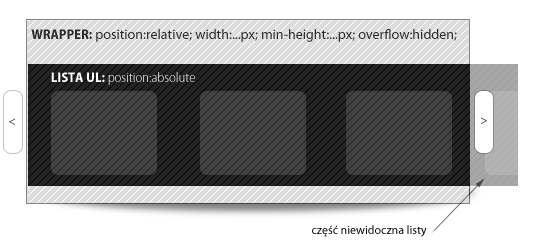 WRAPPER: position:relative; width:...px; min-height:...px; overflow:hidden;
LISTA UL: position:absolute
<
>
część niewidoczna listy